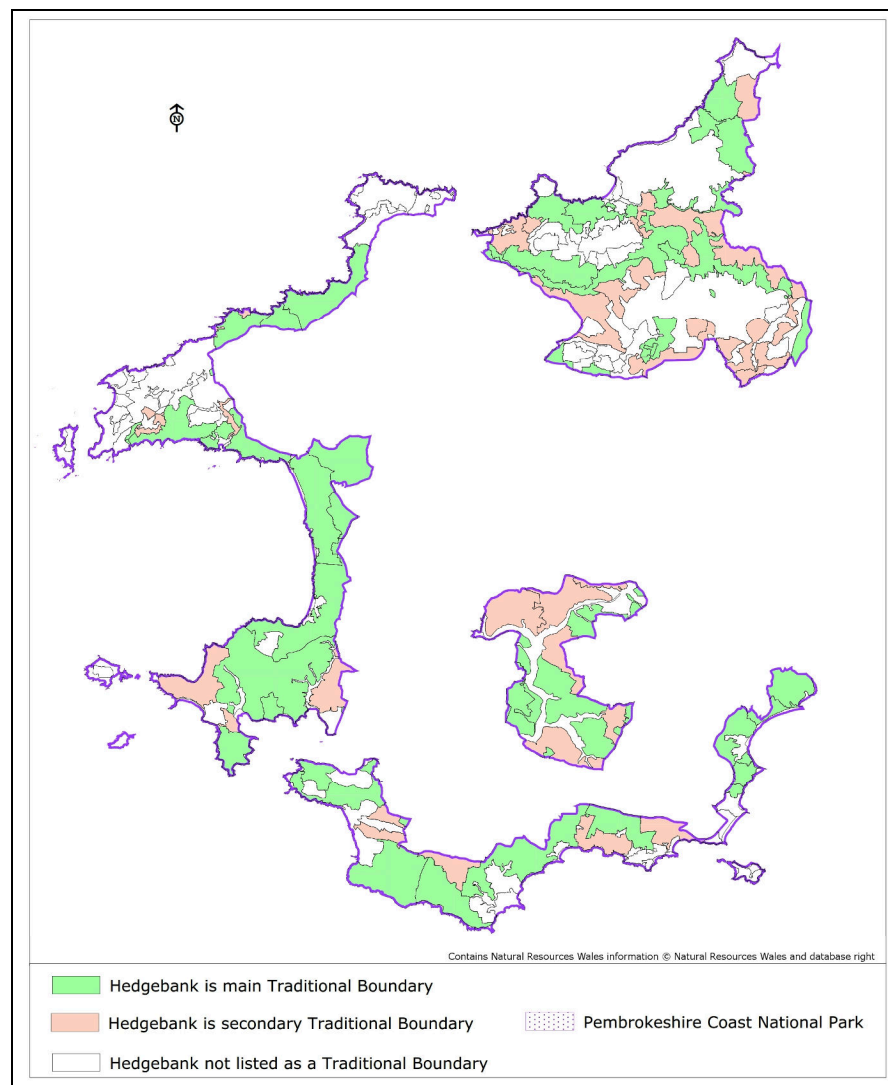 N
Contains Natural Resources Wales information © Natural Resources Wales and database right
Hedgebank is main Traditional Boundary
Hedgebank is secondary Traditional Boundary
Pembrokeshire Coast National Park
Hedgebank not listed as a Traditional Boundary